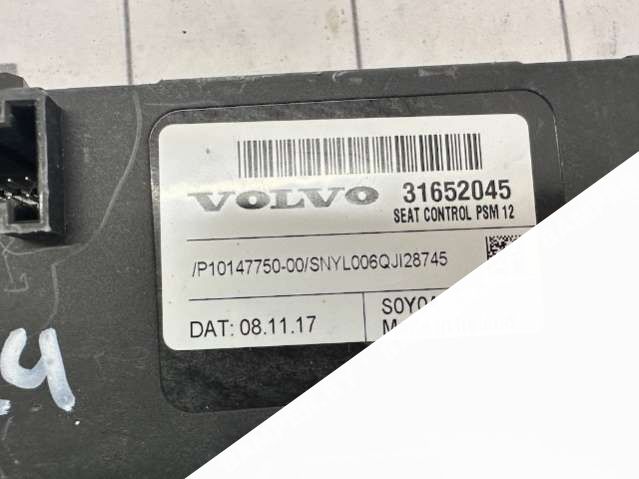 VOLVO 31652045
SEAT CONTROL PSM 12
/P10147750-00/SNYL006QJI28745
DAT: 08.11.17